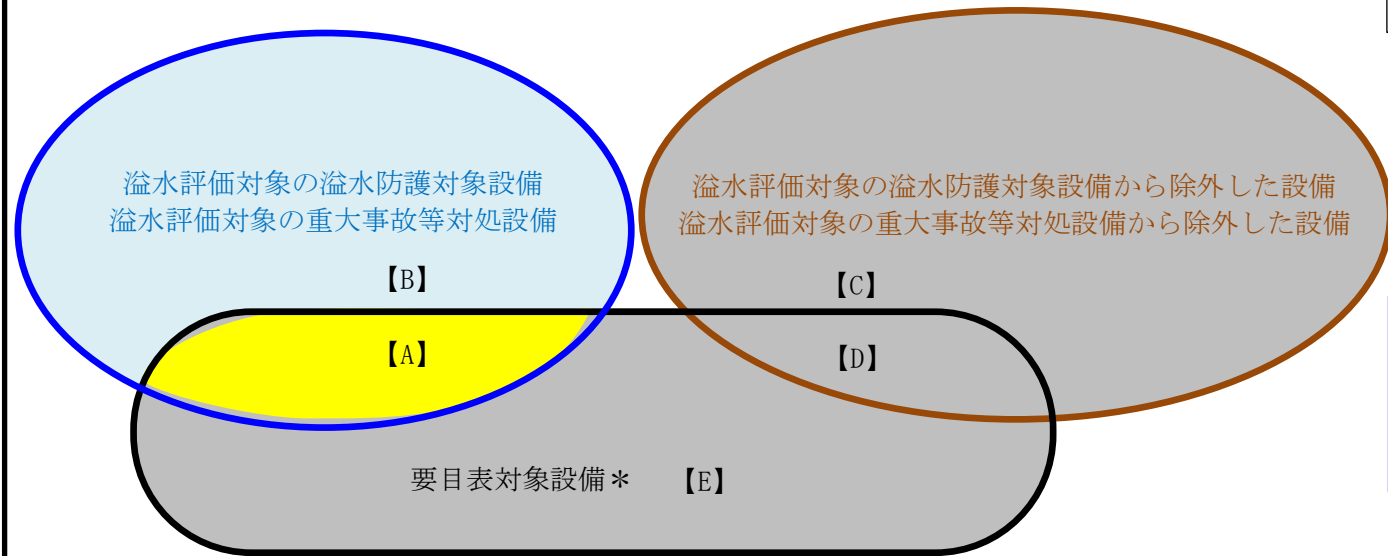 溢水評価対象の溢水防護対象設備
溢水評価対象の重大事故等対処設備
【B】
【A】
溢水評価対象の溢水防護対象設備から除外した設備
溢水評価対象の重大事故等対処設備から除外した設備
【C】
【D】
要目表対象設備＊ 【E】